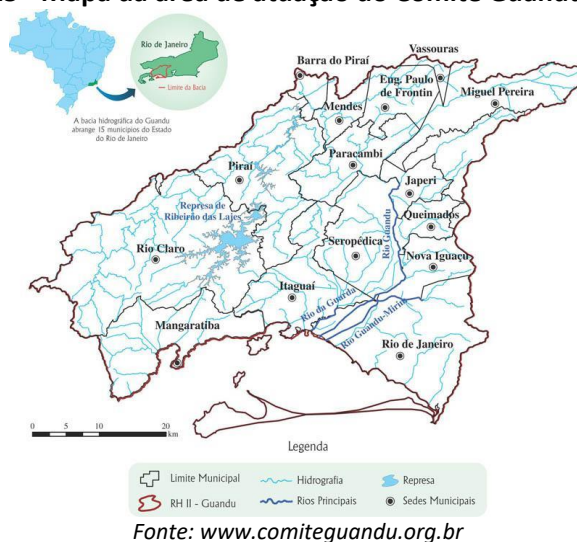 Mapa da área de atuação do Comitê
Rio de Janeiro
Limite da Bacia
A bacia hidrográfica do Guandu
abrange 15 municípios do Estado
do Rio de Janeiro
Vassouras
Barra do Piraí
Eng. Paulo
de Frontin
Miguel Pereira
Mendes
Paracambi
Piraí
Japeri
Represa de
Ribeirão das Lajes
Queimados
Rio Guandu
Rio Claro
Seropédica
Nova Iguaçu
Itaguaí
Rio da Guarda
Rio Guandu-Mirim
Mangaratiba
Rio de Janeiro
0 5 10 20
km
Legenda
Limite Municipal
Hidrografia
Represa
RH II - Guandu
Rios Principais
Sedes Municipais
Fonte: www.comiteguandu.org.br